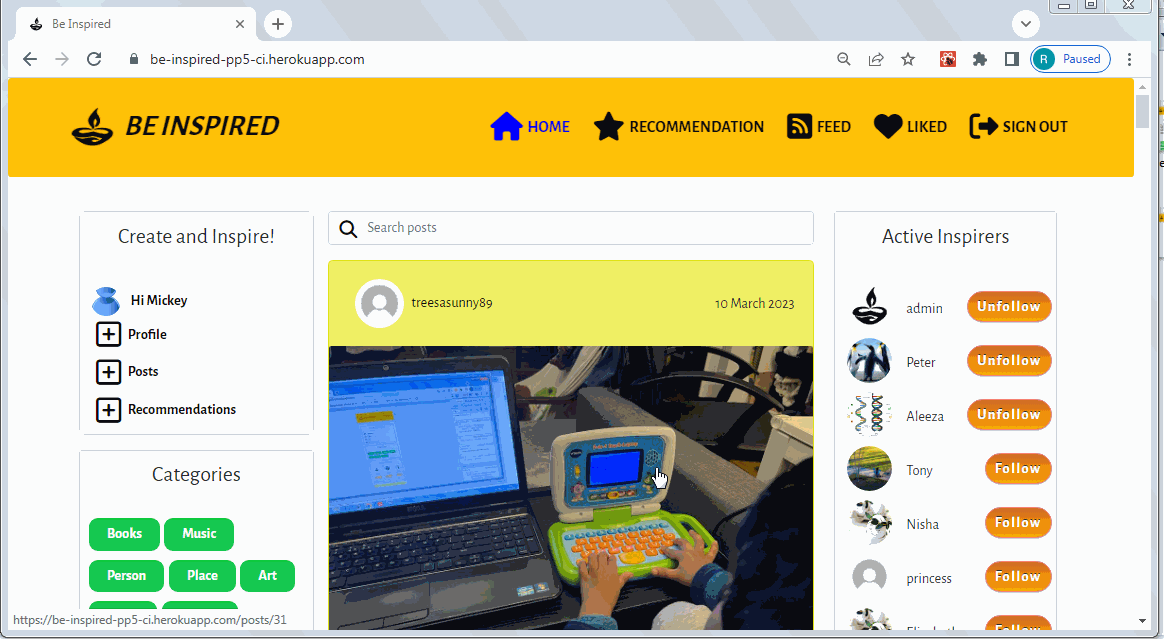 Be Inspired
be-inspired-pp5-ci.herokuapp.com
R Paused
BE INSPIRED
HOME
RECOMMENDATION
FEED
LIKED
SIGN OUT
Create and Inspire!
Hi Mickey
Profile
Posts
Recommendations
Categories
Books Music
Person Place Art
Search posts
treesasunny89
10 March 2023
Active Inspirers
admin Unfollow
Peter Unfollow
Aleeza Unfollow
Tony Follow
Nisha Follow
princess Follow
Follow
https://be-inspired-pp5-ci.herokuapp.com/posts/31